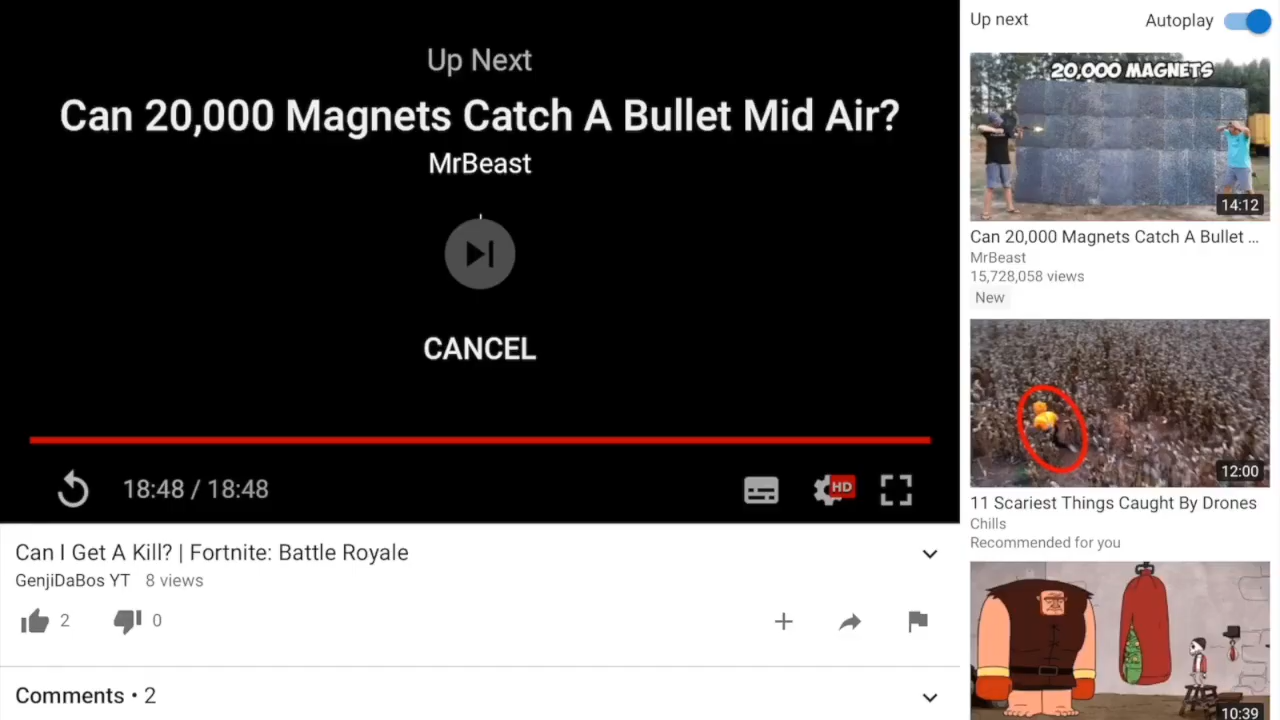 Up Next
Can 20,000 Magnets Catch A Bullet Mid Air?
MrBeast
CANCEL
18:48 / 18:48
HD
Can I Get A Kill? | Fortnite: Battle Royale
GenjiDaBos YT 8 views
2 0
Comments • 2
Up next Autoplay
20,000 MAGNETS
14:12
Can 20,000 Magnets Catch A Bullet ...
MrBeast
15,728,058 views
New
12:00
11 Scariest Things Caught By Drones
Chills
Recommended for you
10:39